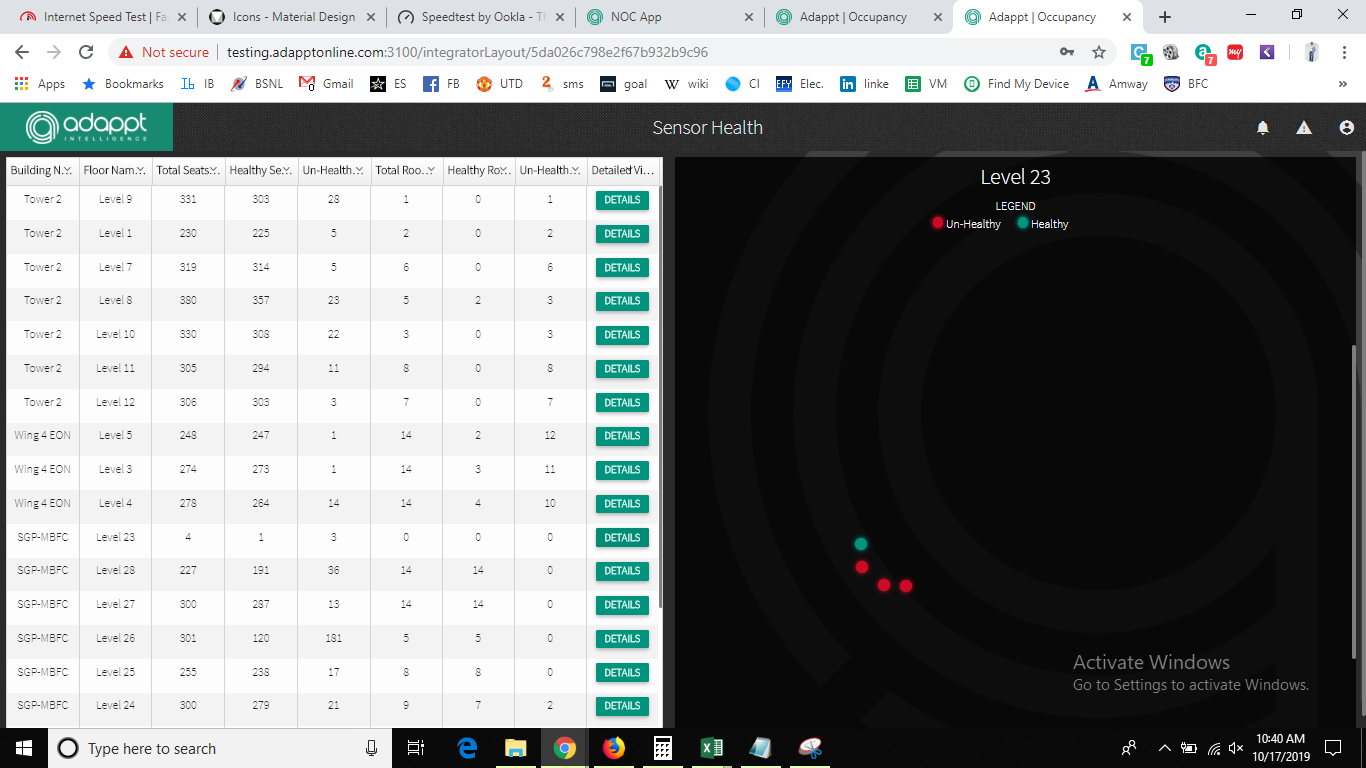 Internet Speed Test | Fa
Icons - Material Design
Speedtest by Ookla - Th
NOC App
Adappt | Occupancy
Adappt | Occupancy
Not secure | testing.adapptonline.com:3100/integratorLayout/5da026c798e2f67b932b9c96
7
my
7
Apps Bookmarks IB BSNL Gmail ES FB UTD sms goal wiki CI Elec. linke VM Find My Device Amway BFC »
adappt
INTELLIGENCE
Sensor Health
Building N... Floor Nam... Total Seats... Healthy Se... Un-Health... Total Roo... Healthy Ro... Un-Health... Detailed Vi...
Tower 2 Level 9 331 303 28 1 0 1 DETAILS
Tower 2 Level 1 230 225 5 2 0 2 DETAILS
Tower 2 Level 7 319 314 5 6 0 6 DETAILS
Tower 2 Level 8 380 357 23 5 2 3 DETAILS
Tower 2 Level 10 330 308 22 3 0 3 DETAILS
Tower 2 Level 11 305 294 11 8 0 8 DETAILS
Tower 2 Level 12 306 303 3 7 0 7 DETAILS
Wing 4 EON Level 5 248 247 1 14 2 12 DETAILS
Wing 4 EON Level 3 274 273 1 14 3 11 DETAILS
Wing 4 EON Level 4 278 264 14 14 4 10 DETAILS
SGP-MBFC Level 23 4 1 3 0 0 0 DETAILS
SGP-MBFC Level 28 227 191 36 14 14 0 DETAILS
SGP-MBFC Level 27 300 287 13 14 14 0 DETAILS
SGP-MBFC Level 26 301 120 181 5 5 0 DETAILS
SGP-MBFC Level 25 255 238 17 8 8 0 DETAILS
SGP-MBFC Level 24 300 279 21 9 7 2 DETAILS
Level 23
LEGEND
Un-Healthy Healthy
Activate Windows
Go to Settings to activate Windows.
Type here to search
10:40 AM
10/17/2019